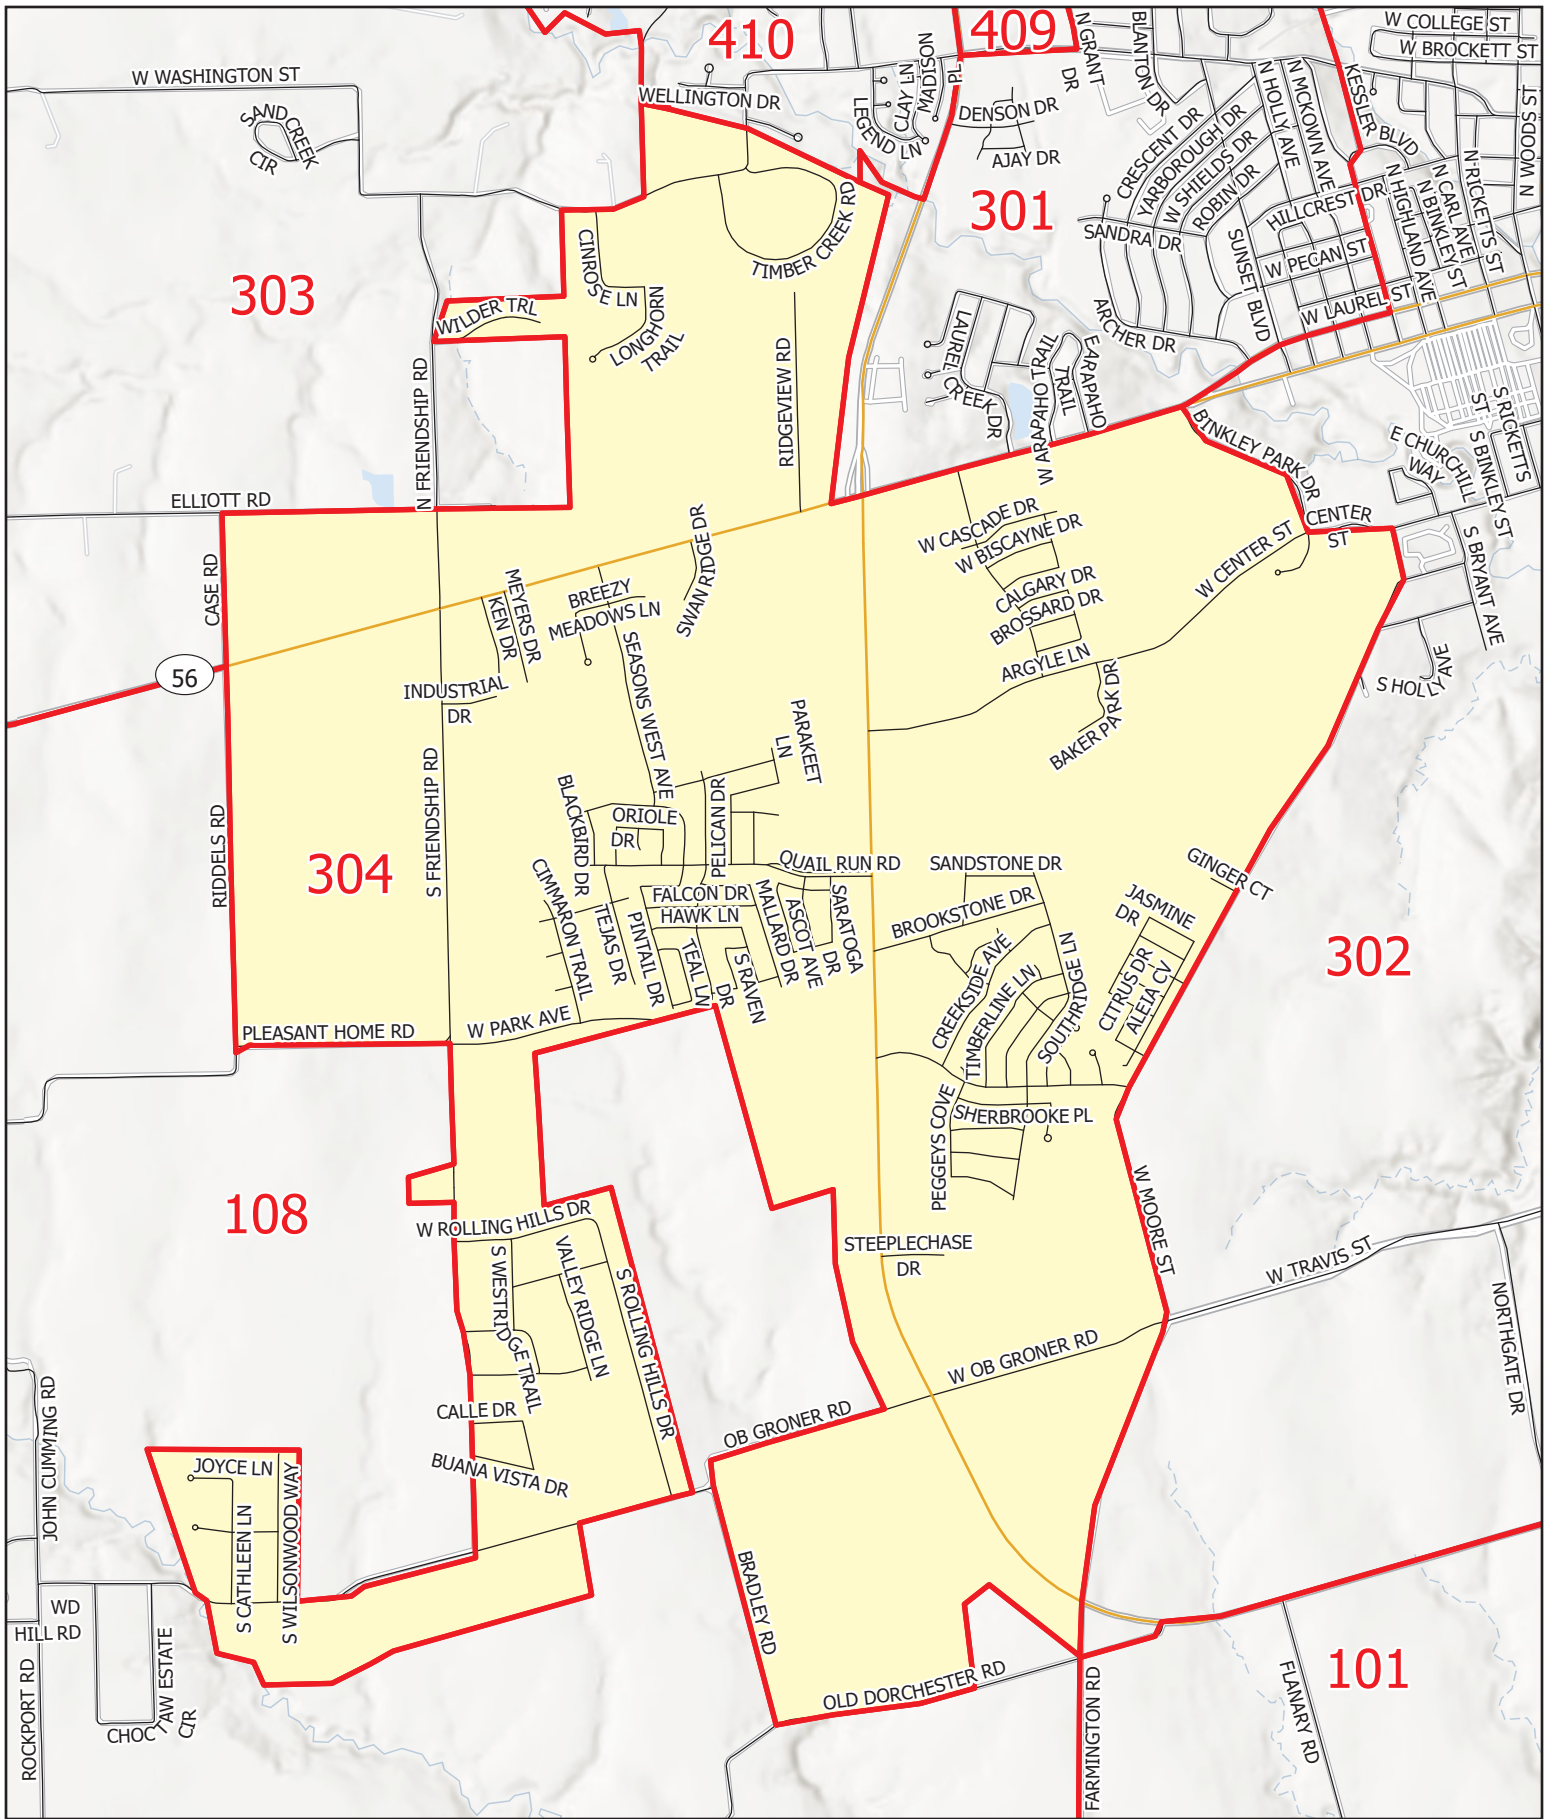 410
409
W COLLEGE ST
W BROCKETT ST
W WASHINGTON ST
SAND CREEK
CIR
WELLINGTON DR
LEGEND LN
CLAY LN
MADISON
PL
N GRANT
DR
BLANTON DR
DENSON DR
AJAY DR
CRESCENT DR
YARBOROUGH DR
W SHIELDS DR
ROBIN DR
N HOLLY AVE
N MCKOWN AVE
KESSLER BLVD
N WOODS ST
N RICKETTS ST
N CARL AVE
N BINKLEY ST
N HIGHLAND AVE
HILLCREST DR
SANDRA DR
SUNSET BLVD
W PECAN ST
W LAUREL ST
301
303
CINROSE LN
TIMBER CREEK RD
WILDER TRL
LONGHORN
TRAIL
RIDGEVIEW RD
N FRIENDSHIP RD
LAUREL
CREEK DR
W ARAPAHO TRAIL
E ARAPAHO
TRAIL
ARCHER DR
BINKLEY PARK DR
E CHURCHILL
WAY
S RICKETTS
ST
S BINKLEY ST
ELLIOTT RD
CASE RD
CENTER
ST
S BRYANT AVE
S HOLLY
AVE
W CASCADE DR
W BISCAYNE DR
CALGARY DR
BROSSARD DR
ARGYLE LN
W CENTER ST
BAKER PARK DR
SWAN RIDGE DR
BREEZY
MEADOWS LN
MEYERS DR
KEN DR
56
INDUSTRIAL
DR
SEASONS WEST AVE
PARAKEET
LN
RIDDELS RD
S FRIENDSHIP RD
304
BLACKBIRD DR
ORIOLE
DR
PELICAN DR
QUAIL RUN RD
SANDSTONE DR
GINGER CT
JASMINE
DR
CIMMARON TRAIL
TEJAS DR
FALCON DR
HAWK LN
PINTAIL DR
TEAL LN
S RAVEN
DR
MALLARD DR
ASCOT AVE
SARATOGA
DR
BROOKSTONE DR
CREEKSIDE AVE
TIMBERLINE LN
SOUTHRIDGE LN
CITRUS DR
ALEIA CV
302
PLEASANT HOME RD
W PARK AVE
PEGGEYS COVE
SHERBROOKE PL
W MOORE ST
108
W ROLLING HILLS DR
S WESTRIDGE TRAIL
VALLEY RIDGE LN
S ROLLING HILLS DR
STEEPLECHASE
DR
W TRAVIS ST
NORTHGATE DR
W OB GRONER RD
OB GRONER RD
CALLE DR
BUANA VISTA DR
JOHN CUMMING RD
JOYCE LN
S CATHLEEN LN
S WILSONWOOD WAY
WD
HILL RD
ROCKPORT RD
CHOCTAW ESTATE
CIR
BRADLEY RD
OLD DORCHESTER RD
FARMINGTON RD
FLANARY RD
101